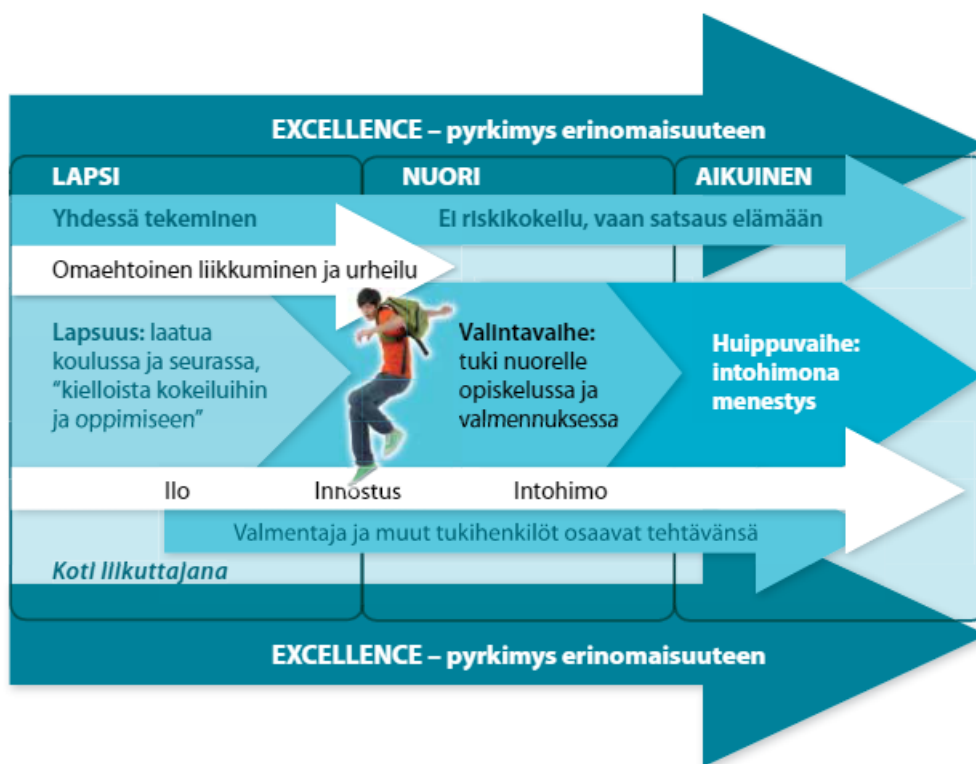 EXCELLENCE – pyrkimys erinomaisuuteen
LAPSI
NUORI
AIKUINEN
Yhdessä tekeminen
Ei riskikokeilu, vaan satsaus elämään
Omaehtoinen liikkuminen ja urheilu
Lapsuus: laatua
koulussa ja seurassa,
"kielloista kokeiluihin
ja oppimiseen"
Valintavaihe:
tuki nuorelle
opiskelussa ja
valmennuksessa
Huippuvaihe:
intohimona
menestys
Ilo
Innostus
Intohimo
Valmentaja ja muut tukihenkilöt osaavat tehtävänsä
Koti liikuttajana
EXCELLENCE – pyrkimys erinomaisuuteen